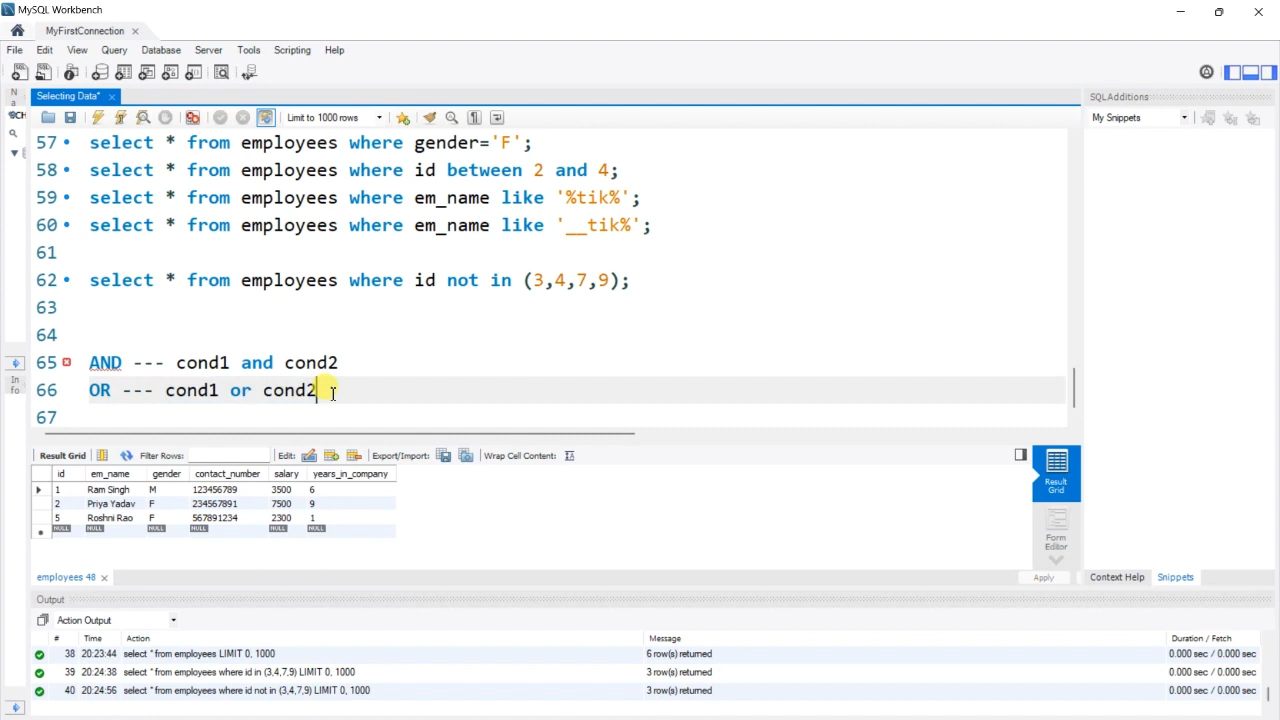 MySQL Workbench
MyFirstConnection
File Edit View Query Database Server Tools Scripting Help
Selecting Data*
SQLAdditions
Limit to 1000 rows
My Snippets
57 select * from employees where gender='F';
58 select * from employees where id between 2 and 4;
59 select * from employees where em_name like '%tik%';
60 select * from employees where em_name like '__tik%';
61
62 select * from employees where id not in (3,4,7,9);
63
64
65 AND --- cond1 and cond2
66 OR --- cond1 or cond2
67
Result Grid Filter Rows: Edit: Export/Import: Wrap Cell Content:
id em_name gender contact_number salary years_in_company
1 Ram Singh M 123456789 3500 6
2 Priya Yadav F 234567891 7500 9
5 Roshni Rao F 567891234 2300 1
NULL NULL NULL NULL NULL NULL
Result Grid
Form Editor
employees 48
Apply
Context Help Snippets
Output
Action Output
# Time Action Message Duration / Fetch
38 20:23:44 select * from employees LIMIT 0, 1000 6 row(s) returned 0.000 sec / 0.000 sec
39 20:24:38 select * from employees where id in (3,4,7,9) LIMIT 0, 1000 3 row(s) returned 0.000 sec / 0.000 sec
40 20:24:56 select * from employees where id not in (3,4,7,9) LIMIT 0, 1000 3 row(s) returned 0.000 sec / 0.000 sec